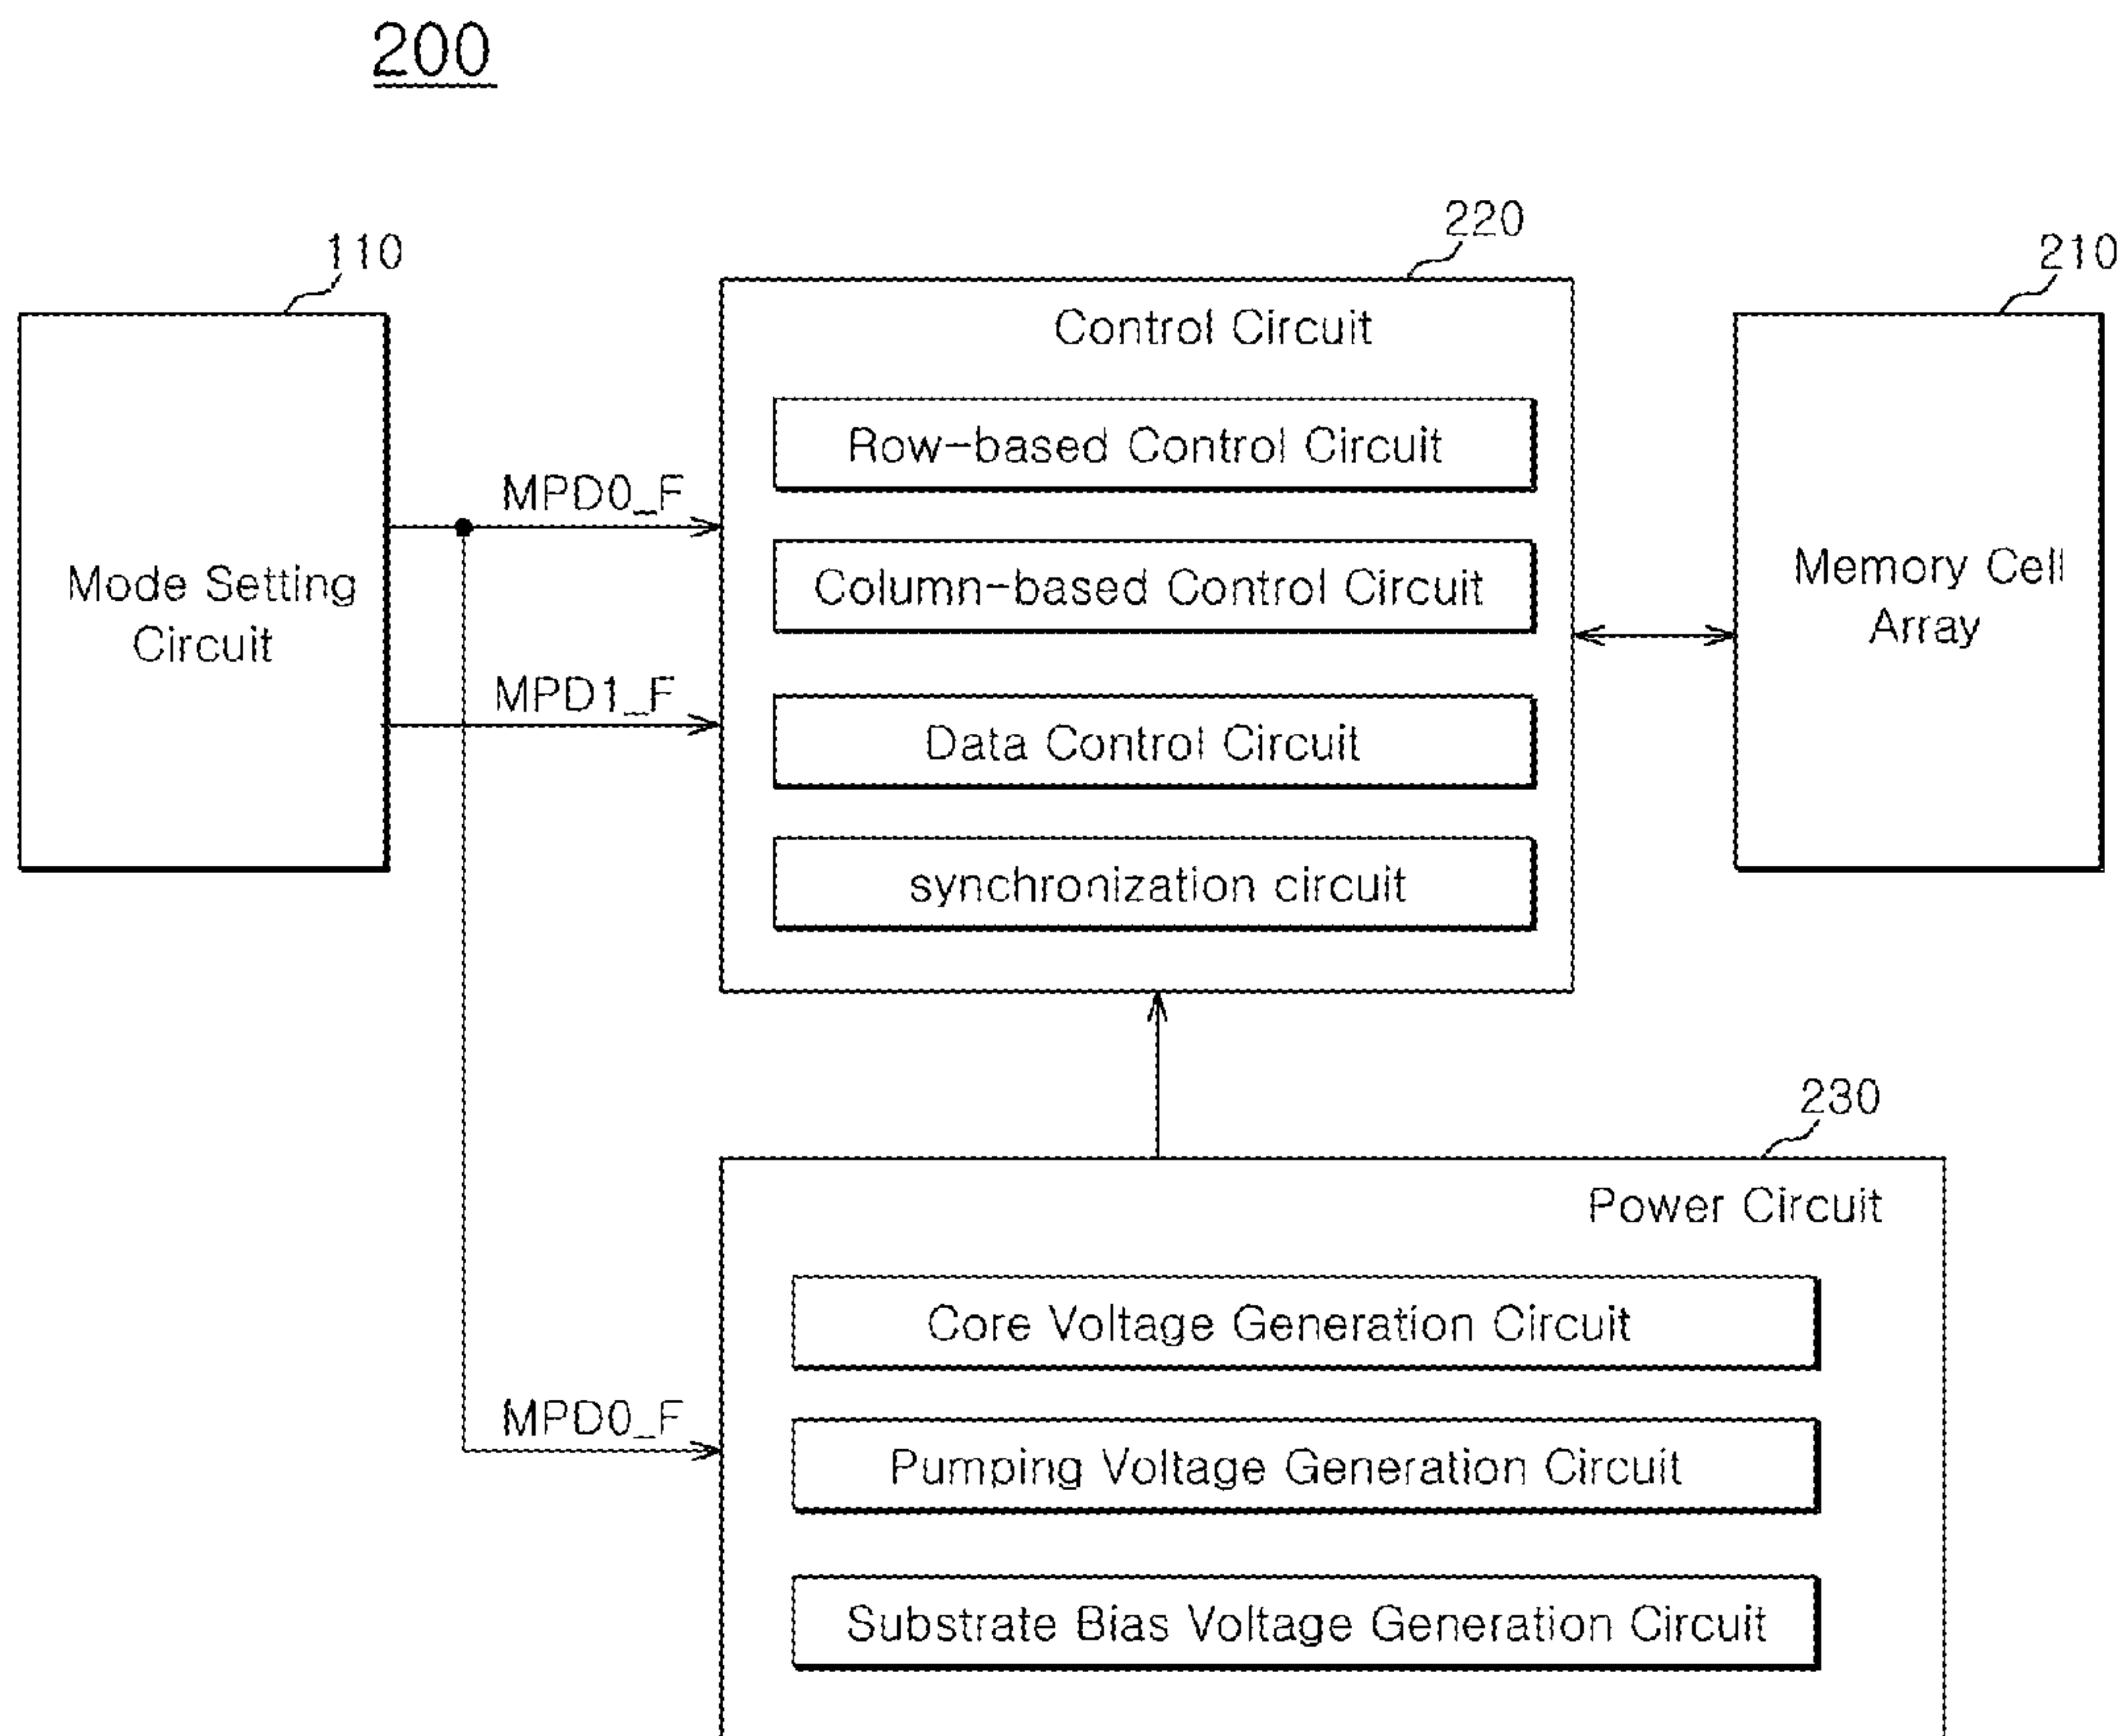 200
110
220
210
Mode Setting
Circuit
MPD0_F
MPD1_F
Control Circuit
Row-based Control Circuit
Column-based Control Circuit
Data Control Circuit
synchronization circuit
Memory Cell
Array
230
Power Circuit
MPD0_F
Core Voltage Generation Circuit
Pumping Voltage Generation Circuit
Substrate Bias Voltage Generation Circuit